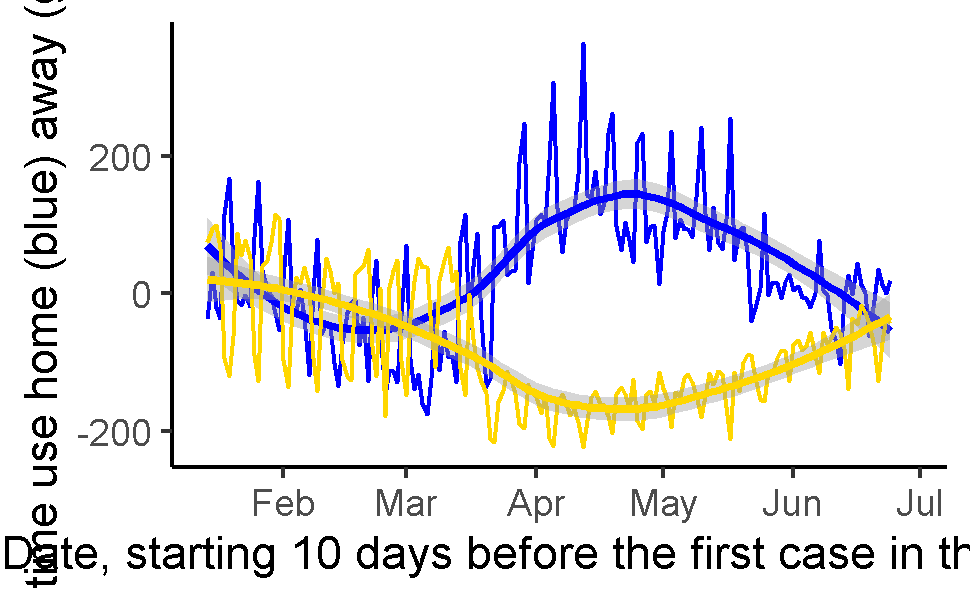 time use home (blue) away (
200
0
-200
Feb Mar Apr May Jun Jul
Date, starting 10 days before the first case in th